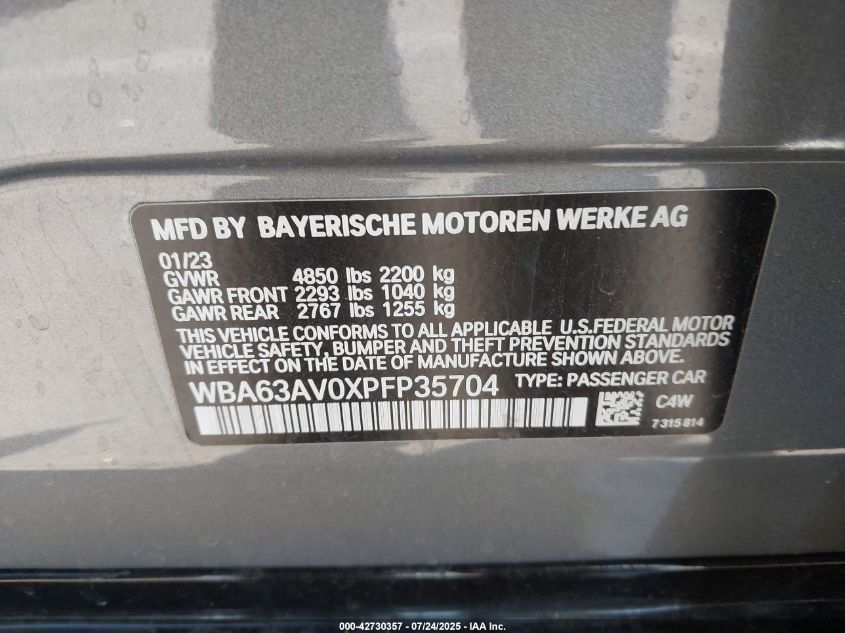 MFD BY BAYERISCHE MOTOREN WERKE AG
01/23
GVWR 4850 lbs 2200 kg
GAWR FRONT 2293 lbs 1040 kg
GAWR REAR 2767 lbs 1255 kg
THIS VEHICLE CONFORMS TO ALL APPLICABLE U.S.FEDERAL MOTOR
VEHICLE SAFETY, BUMPER AND THEFT PREVENTION STANDARDS
IN EFFECT ON THE DATE OF MANUFACTURE SHOWN ABOVE.
WBA63AV0XPFP35704 TYPE: PASSENGER CAR
C4W
7315814
000-42730357 - 07/24/2025 - IAA Inc.